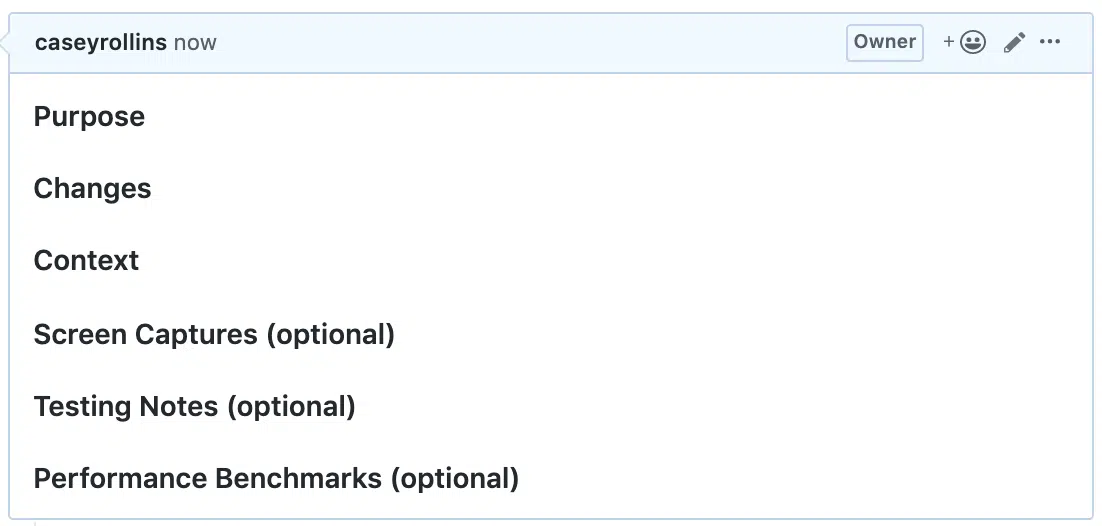 caseyrollins now Owner +
Purpose
Changes
Context
Screen Captures (optional)
Testing Notes (optional)
Performance Benchmarks (optional)